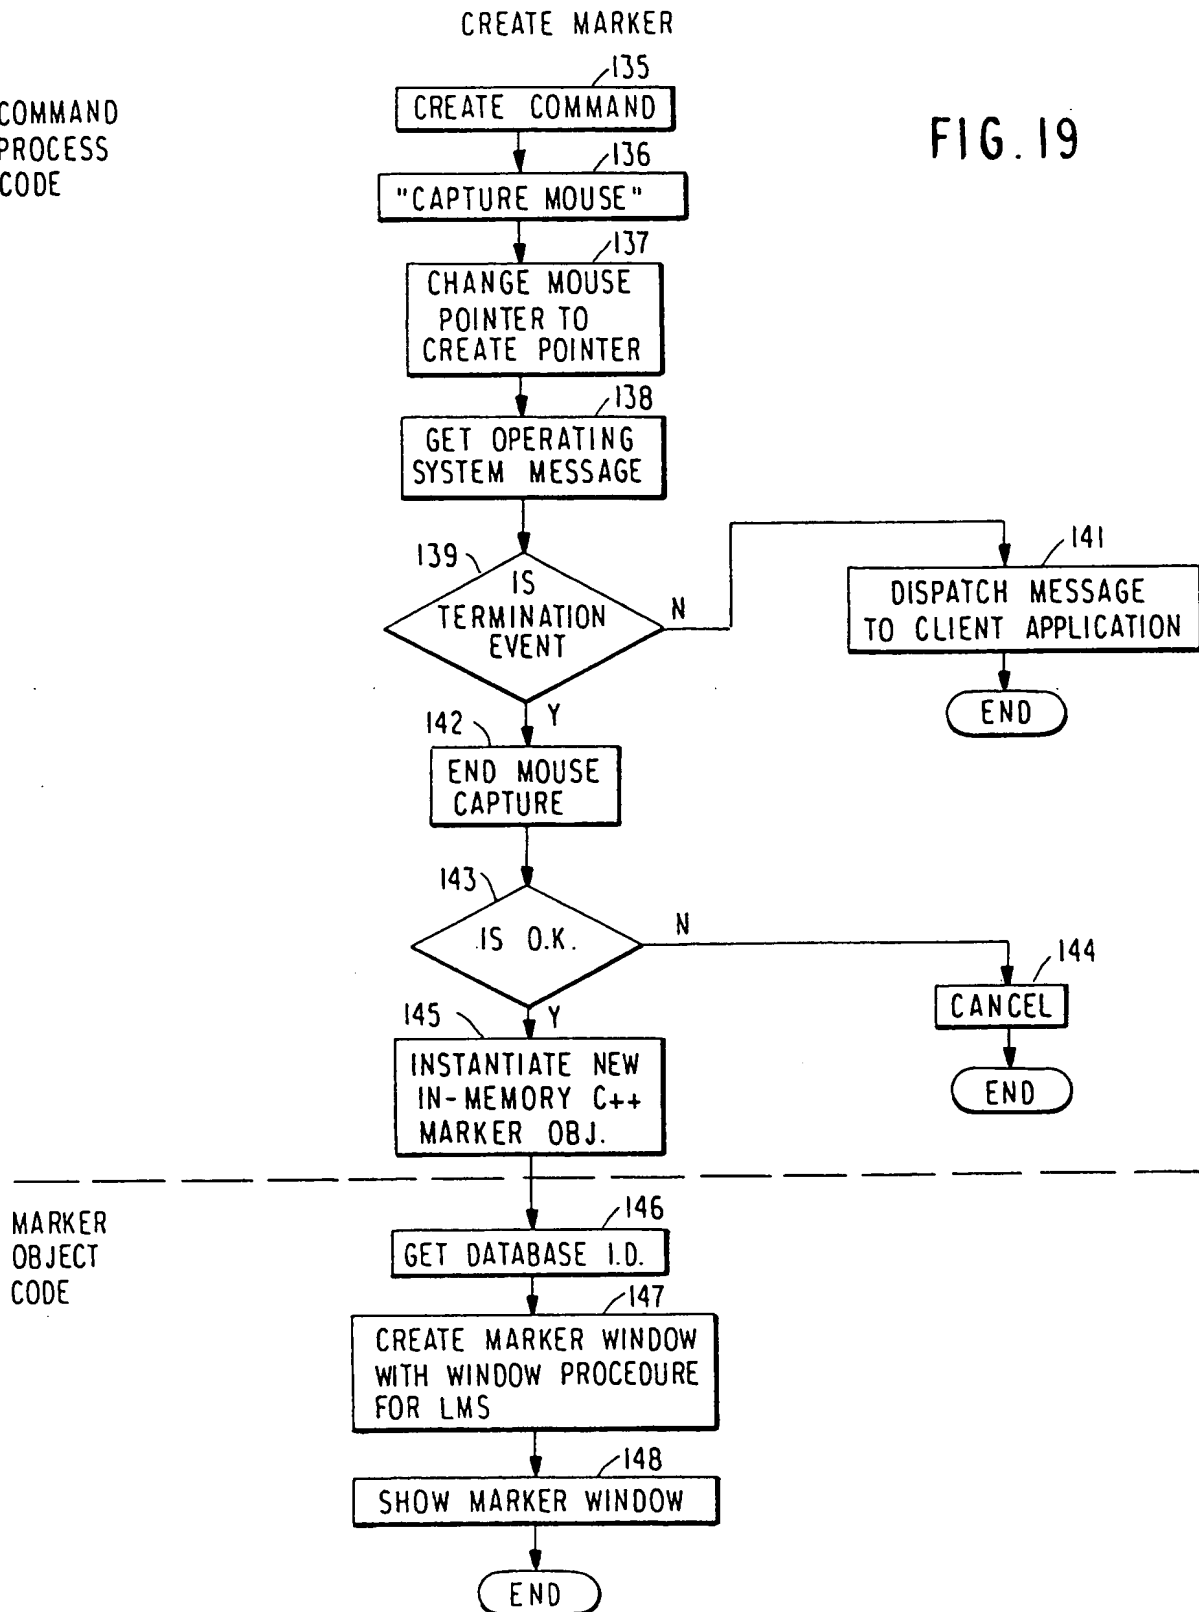 CREATE MARKER
135
COMMAND
PROCESS
CODE
CREATE COMMAND
FIG. 19
136
"CAPTURE MOUSE"
137
CHANGE MOUSE
POINTER TO
CREATE POINTER
138
GET OPERATING
SYSTEM MESSAGE
139
IS
TERMINATION
EVENT
N
141
DISPATCH MESSAGE
TO CLIENT APPLICATION
END
Y
142
END MOUSE
CAPTURE
143
IS O.K.
N
144
CANCEL
END
Y
145
INSTANTIATE NEW
IN-MEMORY C++
MARKER OBJ.
MARKER
OBJECT
CODE
146
GET DATABASE I.D.
147
CREATE MARKER WINDOW
WITH WINDOW PROCEDURE
FOR LMS
148
SHOW MARKER WINDOW
END